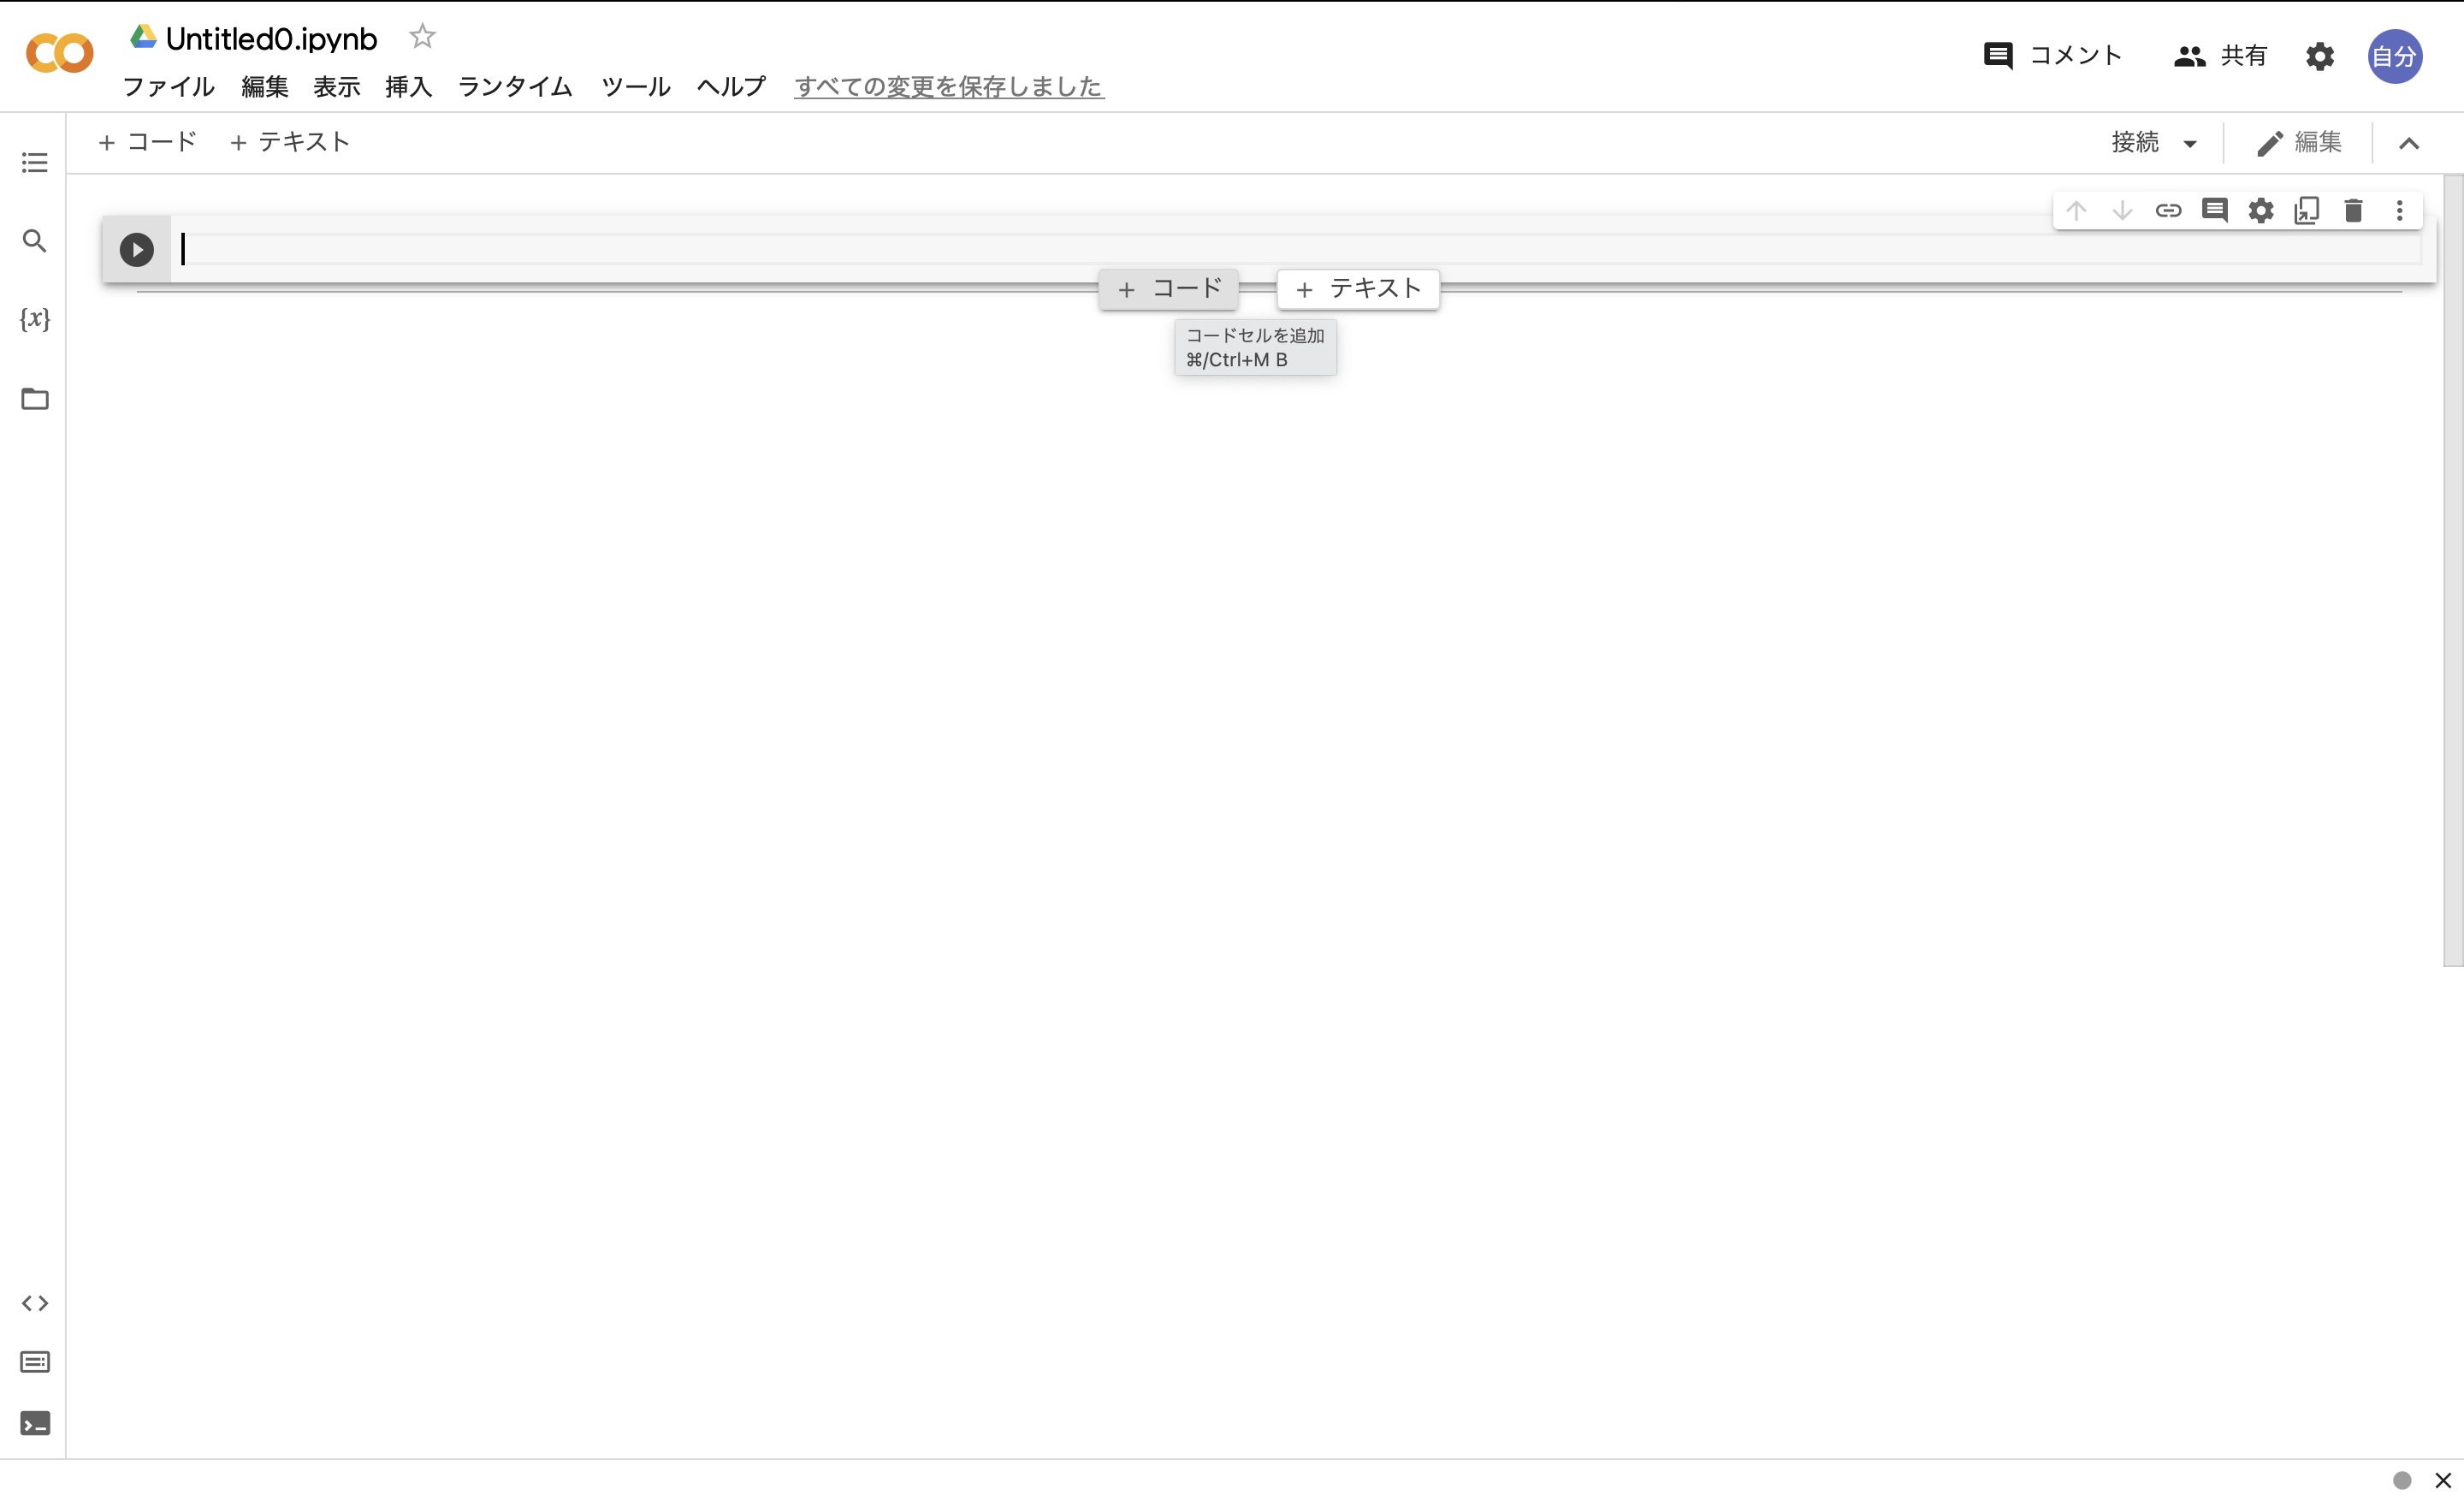 Untitled0.ipynb
ファイル 編集 表示 挿入 ランタイム ツール ヘルプ すべての変更を保存しました
コメント 共有 自分
+ コード + テキスト 接続 編集
{x}
+ コード + テキスト
コードセルを追加
⌘/Ctrl+M B